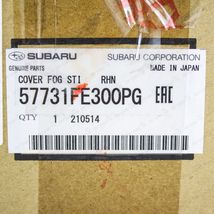 SUBARU SUBARU CORPORATION
GENUINE PARTS MADE IN JAPAN
COVER FOG STI RHN
57731FE300PG EAC
QTY 1 210514